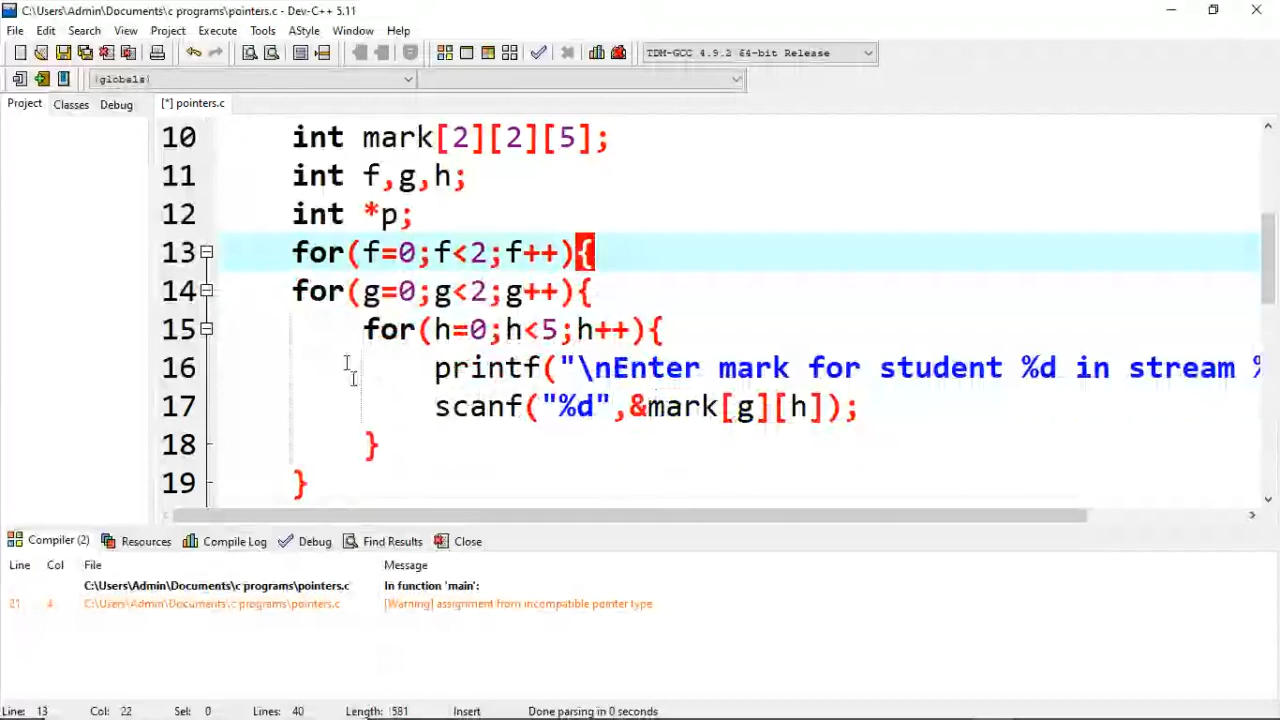 C:\Users\Admin\Documents\c programs\pointers.c - Dev-C++ 5.11
File Edit Search View Project Execute Tools AStyle Window Help
TDM-GCC 4.9.2 64-bit Release
(globals)
Project Classes Debug [*] pointers.c
10 int mark[2][2][5];
11 int f,g,h;
12 int *p;
13 for(f=0;f<2;f++){
14 for(g=0;g<2;g++){
15 for(h=0;h<5;h++){
16 printf("\nEnter mark for student %d in stream %
17 scanf("%d",&mark[g][h]);
18 }
19 }
Compiler (2) Resources Compile Log Debug Find Results Close
Line Col File Message
C:\Users\Admin\Documents\c programs\pointers.c In function 'main':
21 4 C:\Users\Admin\Documents\c programs\pointers.c [Warning] assignment from incompatible pointer type
Line: 13 Col: 22 Sel: 0 Lines: 40 Length: 581 Insert Done parsing in 0 seconds